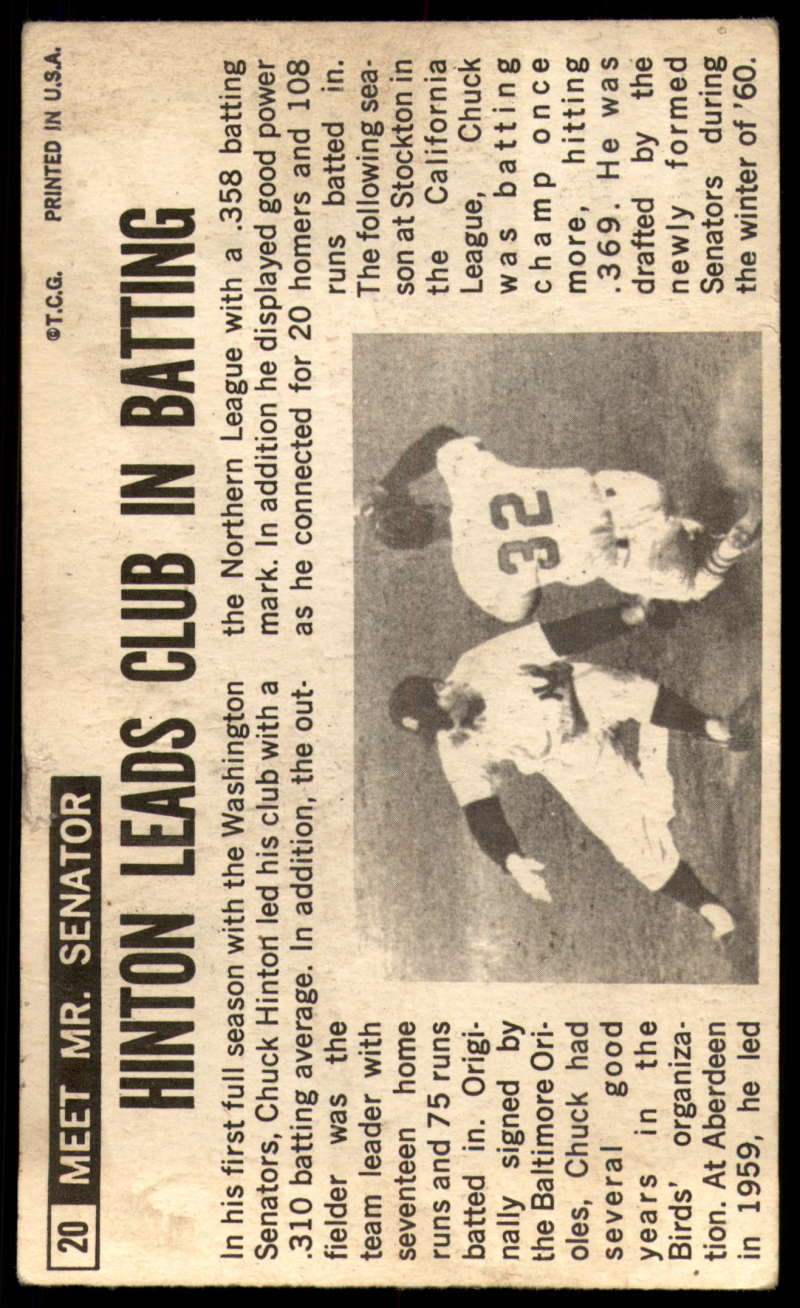 20 MEET MR. SENATOR ©T.C.G. PRINTED IN U.S.A.
HINTON LEADS CLUB IN BATTING
In his first full season with the Washington
Senators, Chuck Hinton led his club with a
.310 batting average. In addition, the out-
fielder was the
team leader with
seventeen home
runs and 75 runs
batted in. Origi-
nally signed by
the Baltimore Ori-
oles, Chuck had
several good
years in the
Birds' organiza-
tion. At Aberdeen
in 1959, he led
the Northern League with a .358 batting
mark. In addition he displayed good power
as he connected for 20 homers and 108
runs batted in.
The following sea-
son at Stockton in
the California
League, Chuck
was batting
champ once
more, hitting
.369. He was
drafted by the
newly formed
Senators during
the winter of '60.
32